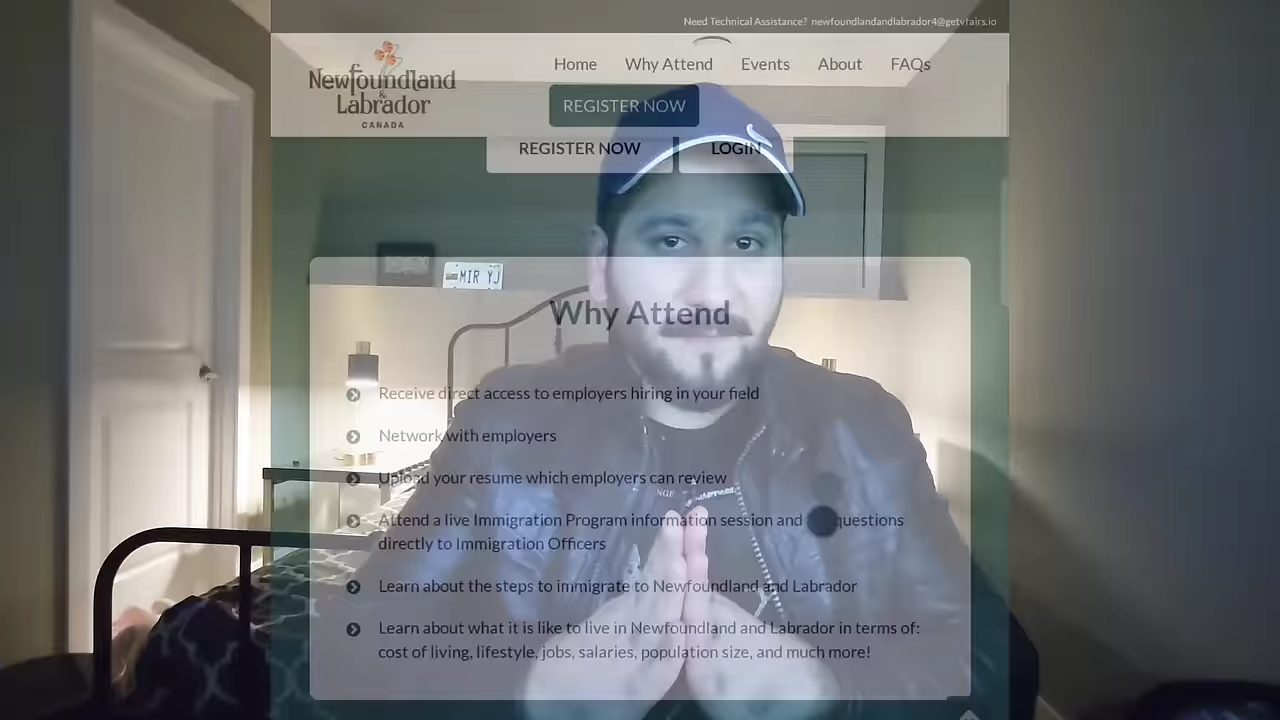 Need Technical Assistance? newfoundlandandlabrador4@getvfairs.io
Newfoundland
&
Labrador
CANADA
Home Why Attend Events About FAQs
REGISTER NOW
REGISTER NOW LOGIN
MIR YJ
Why Attend
Receive direct access to employers hiring in your field
Network with employers
Upload your resume which employers can review
Attend a live Immigration Program information session and questions
directly to Immigration Officers
Learn about the steps to immigrate to Newfoundland and Labrador
Learn about what it is like to live in Newfoundland and Labrador in terms of:
cost of living, lifestyle, jobs, salaries, population size, and much more!